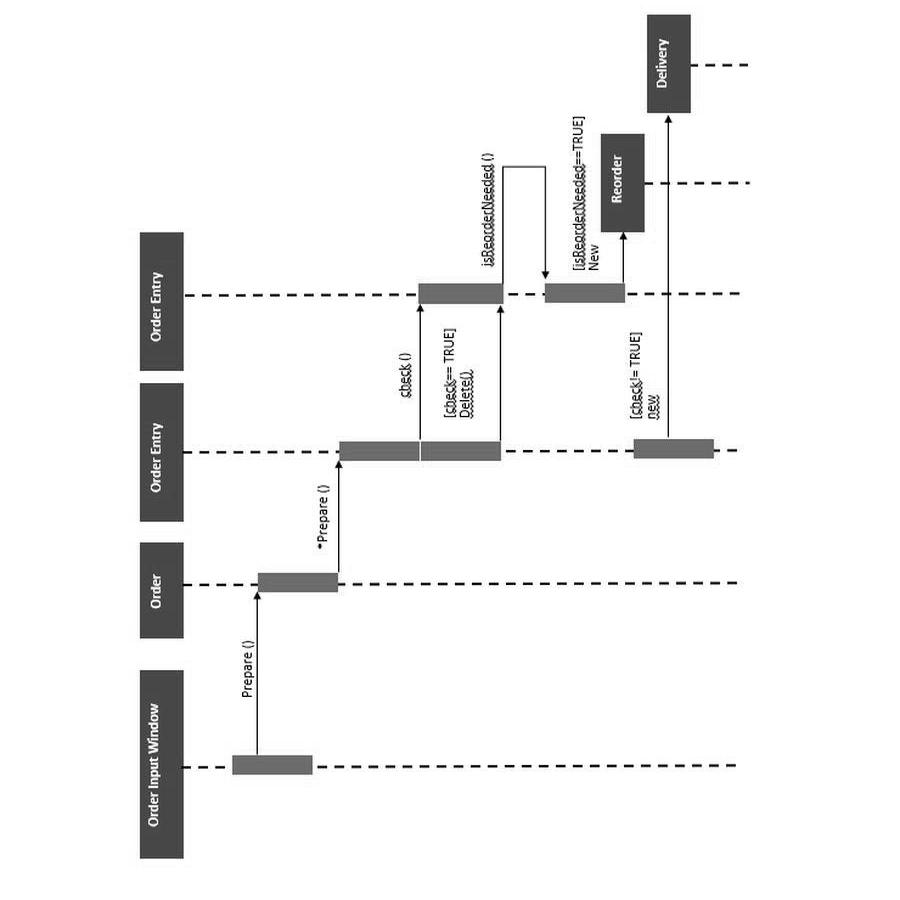 Order Input Window
Order
Order Entry
Order Entry
Reorder
Delivery
Prepare ()
*Prepare ()
check ()
[check== TRUE]
Delete()
isReorderNeeded ()
[isReorderNeeded==TRUE]
New
[check!= TRUE]
new